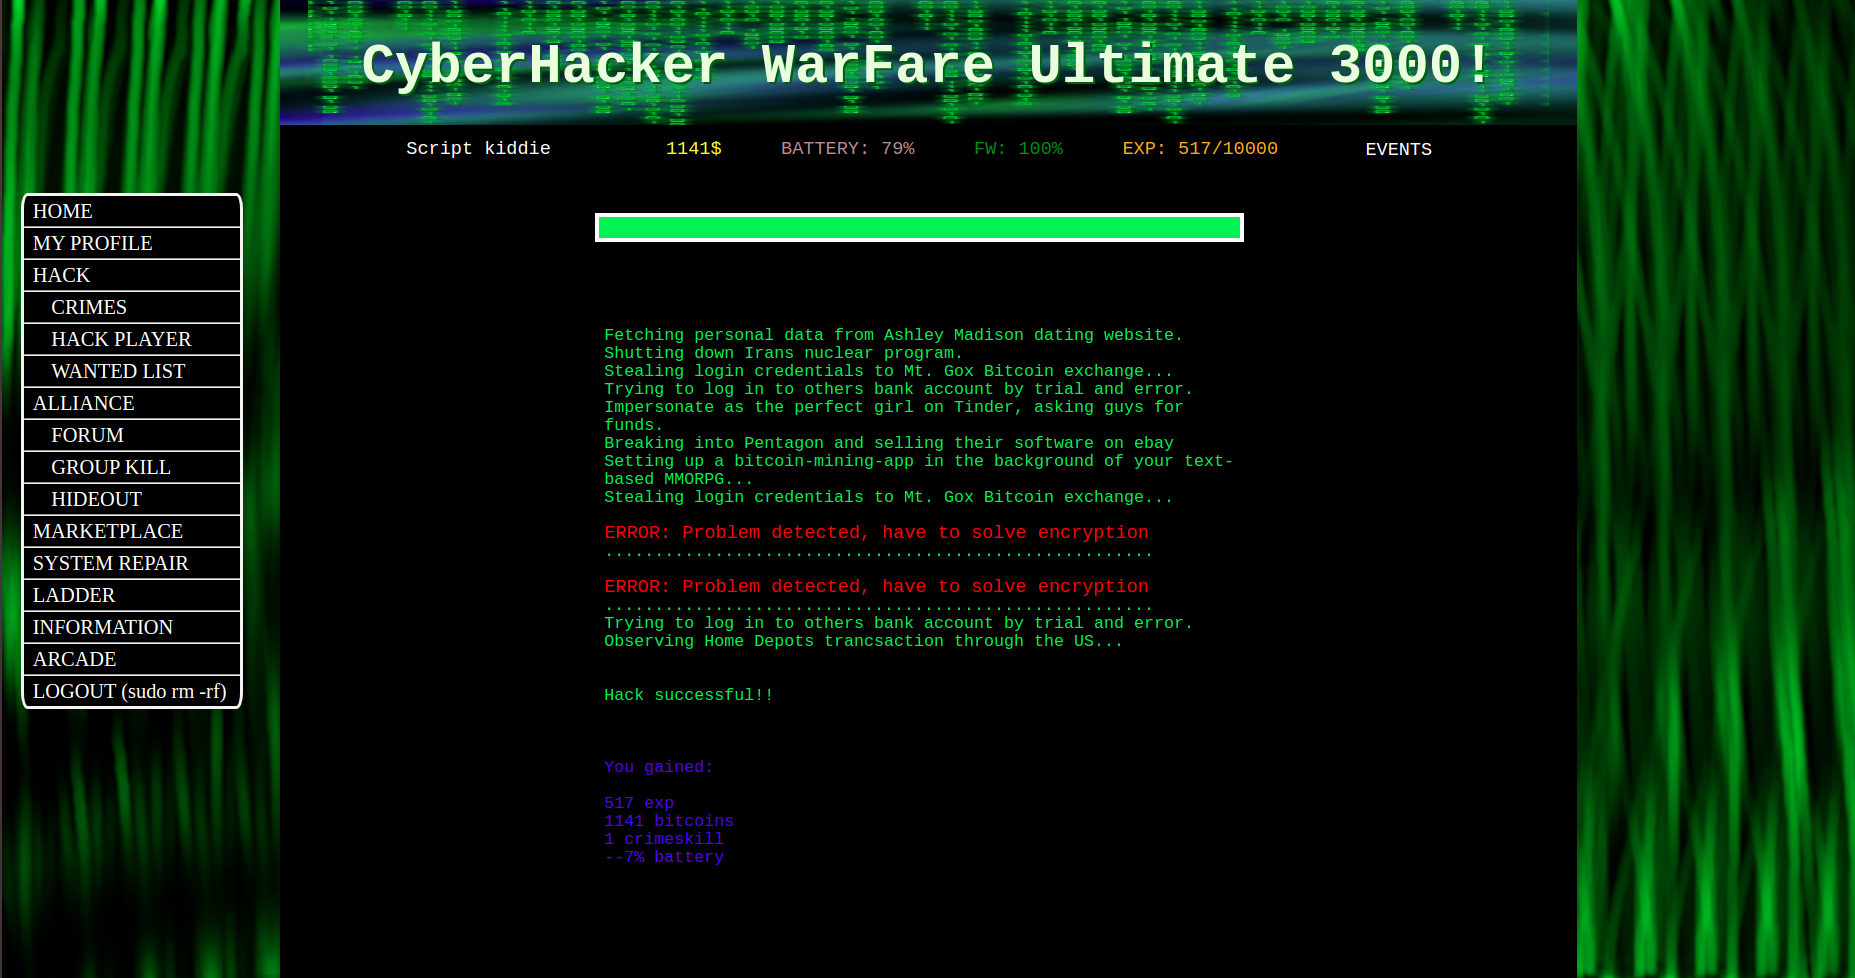 CyberHacker WarFare Ultimate 3000!
Script kiddie 1141$ BATTERY: 79% FW: 100% EXP: 517/10000 EVENTS
HOME
MY PROFILE
HACK
CRIMES
HACK PLAYER
WANTED LIST
ALLIANCE
FORUM
GROUP KILL
HIDEOUT
MARKETPLACE
SYSTEM REPAIR
LADDER
INFORMATION
ARCADE
LOGOUT (sudo rm -rf)
Fetching personal data from Ashley Madison dating website.
Shutting down Irans nuclear program.
Stealing login credentials to Mt. Gox Bitcoin exchange...
Trying to log in to others bank account by trial and error.
Impersonate as the perfect girl on Tinder, asking guys for
funds.
Breaking into Pentagon and selling their software on ebay
Setting up a bitcoin-mining-app in the background of your text-
based MMORPG...
Stealing login credentials to Mt. Gox Bitcoin exchange...
ERROR: Problem detected, have to solve encryption
.......................................................
ERROR: Problem detected, have to solve encryption
.......................................................
Trying to log in to others bank account by trial and error.
Observing Home Depots trancsaction through the US...
Hack successful!!
You gained:
517 exp
1141 bitcoins
1 crimeskill
--7% battery